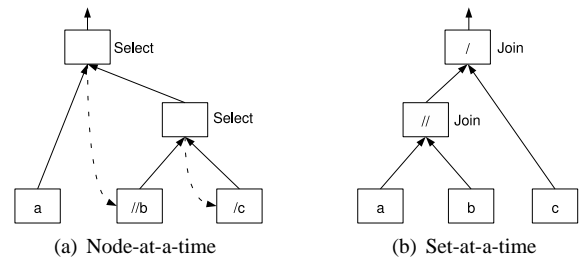 Select
Select
a
//b
/c
(a) Node-at-a-time
/
Join
//
Join
a
b
c
(b) Set-at-a-time